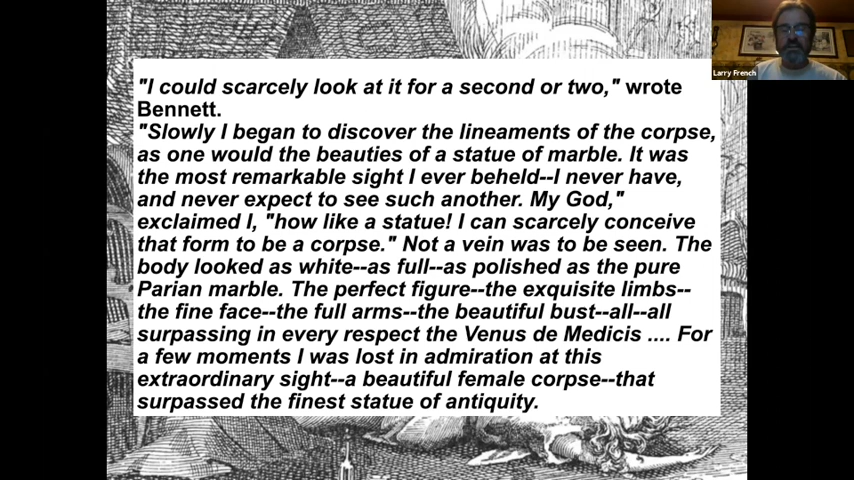 Larry French
"I could scarcely look at it for a second or two," wrote
Bennett.
"Slowly I began to discover the lineaments of the corpse,
as one would the beauties of a statue of marble. It was
the most remarkable sight I ever beheld--I never have,
and never expect to see such another. My God,"
exclaimed I, "how like a statue! I can scarcely conceive
that form to be a corpse." Not a vein was to be seen. The
body looked as white--as full--as polished as the pure
Parian marble. The perfect figure--the exquisite limbs--
the fine face--the full arms--the beautiful bust--all--all
surpassing in every respect the Venus de Medicis .... For
a few moments I was lost in admiration at this
extraordinary sight--a beautiful female corpse--that
surpassed the finest statue of antiquity.